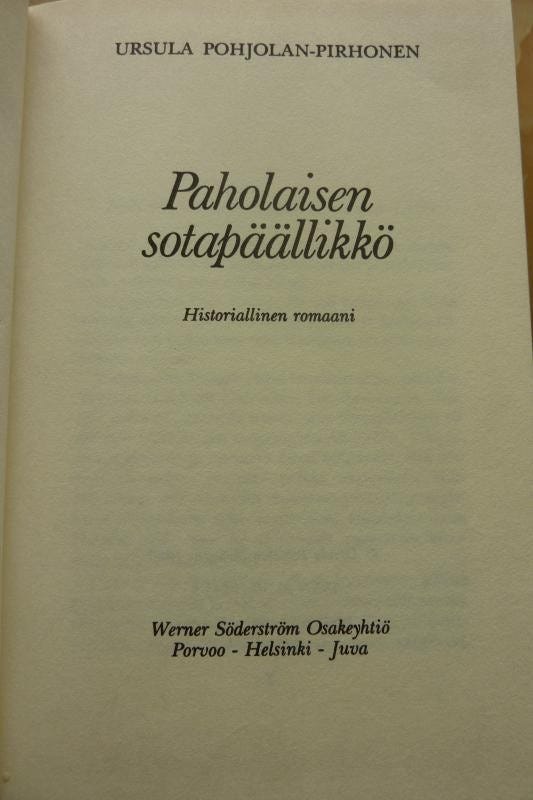 URSULA POHJOLAN-PIRHONEN
Paholaisen
sotapäällikkö
Historiallinen romaani
Werner Söderström Osakeyhtiö
Porvoo - Helsinki - Juva